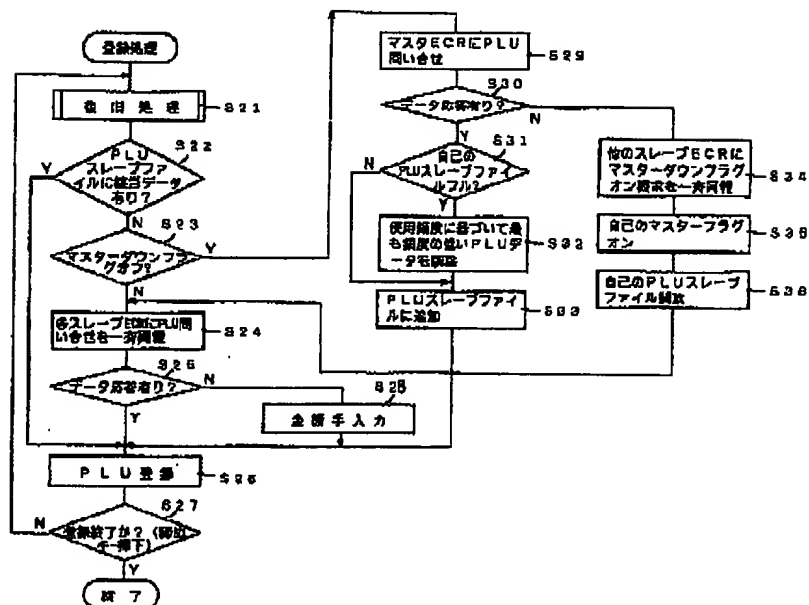 登録処理
復旧処理
S21
PLU
スレーブファ
イルに該当データ
有り?
S22
Y
N
マスターダウンフラ
グオフ?
S23
Y
N
各スレーブECRにPLU問
い合せを一斉同報
S24
データ応答有り?
S25
N
Y
金額手入力
S28
PLU登録
S26
登録終了か?(締め
キー押下)
S27
N
Y
終了
マスタECRにPLU
問い合せ
S29
データ応答有り?
S30
N
Y
自己の
PLUスレーブファイル
フル?
S31
N
Y
使用頻度に基づいて最
も頻度の低いPLUデ
ータを削除
S32
PLUスレーブファイ
ルに追加
S33
他のスレーブECRにマ
スターダウンフラグ
オン要求を一斉同報
S34
自己のマスターフラグ
オン
S35
自己のPLUスレーブ
ファイル開放
S36